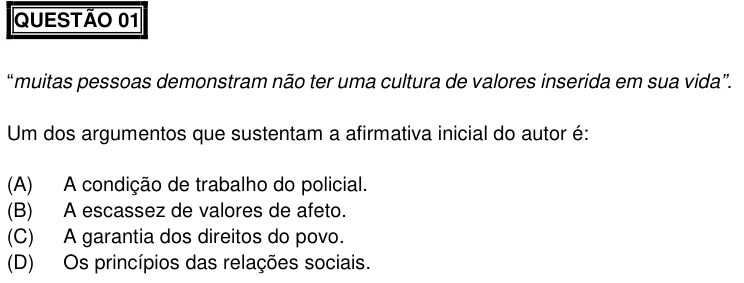 QUESTÃO 01
“muitas pessoas demonstram não ter uma cultura de valores inserida em sua vida”.
Um dos argumentos que sustentam a afirmativa inicial do autor é:
(A) A condição de trabalho do policial.
(B) A escassez de valores de afeto.
(C) A garantia dos direitos do povo.
(D) Os princípios das relações sociais.